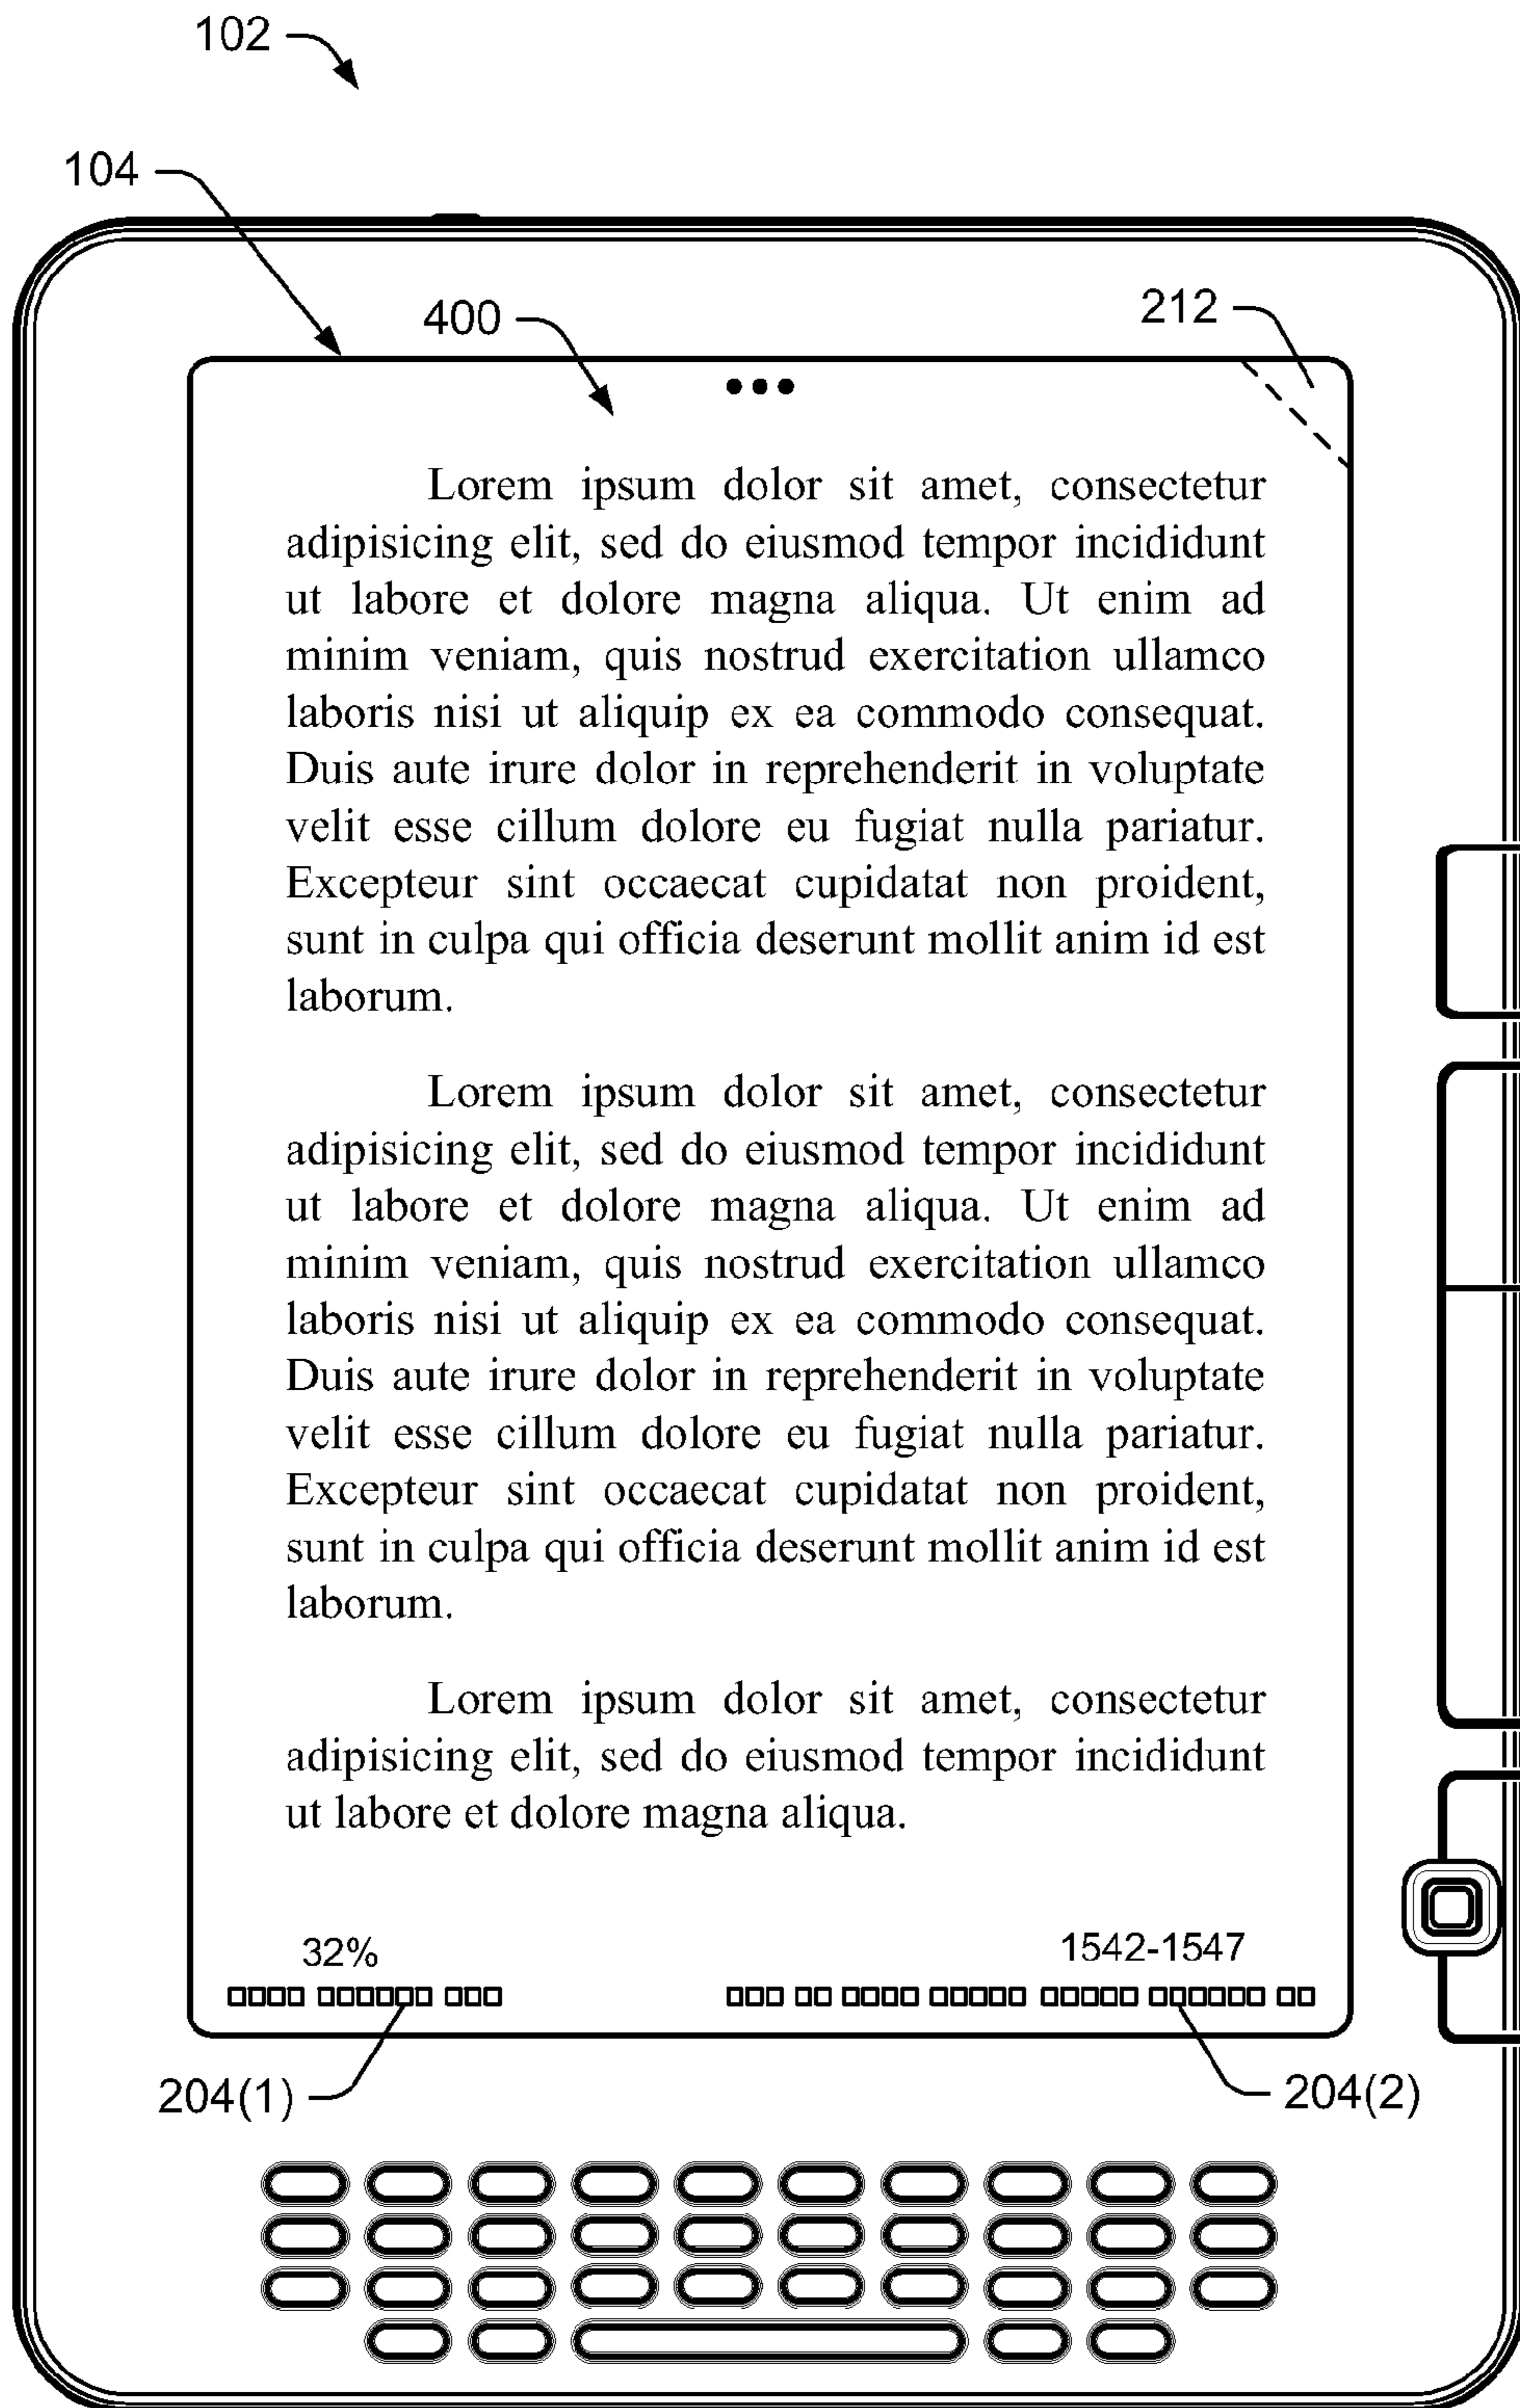 102
104
400
212
Lorem ipsum dolor sit amet, consectetur
adipisicing elit, sed do eiusmod tempor incididunt
ut labore et dolore magna aliqua. Ut enim ad
minim veniam, quis nostrud exercitation ullamco
laboris nisi ut aliquip ex ea commodo consequat.
Duis aute irure dolor in reprehenderit in voluptate
velit esse cillum dolore eu fugiat nulla pariatur.
Excepteur sint occaecat cupidatat non proident,
sunt in culpa qui officia deserunt mollit anim id est
laborum.
Lorem ipsum dolor sit amet, consectetur
adipisicing elit, sed do eiusmod tempor incididunt
ut labore et dolore magna aliqua. Ut enim ad
minim veniam, quis nostrud exercitation ullamco
laboris nisi ut aliquip ex ea commodo consequat.
Duis aute irure dolor in reprehenderit in voluptate
velit esse cillum dolore eu fugiat nulla pariatur.
Excepteur sint occaecat cupidatat non proident,
sunt in culpa qui officia deserunt mollit anim id est
laborum.
Lorem ipsum dolor sit amet, consectetur
adipisicing elit, sed do eiusmod tempor incididunt
ut labore et dolore magna aliqua.
32%
1542-1547
204(1)
204(2)